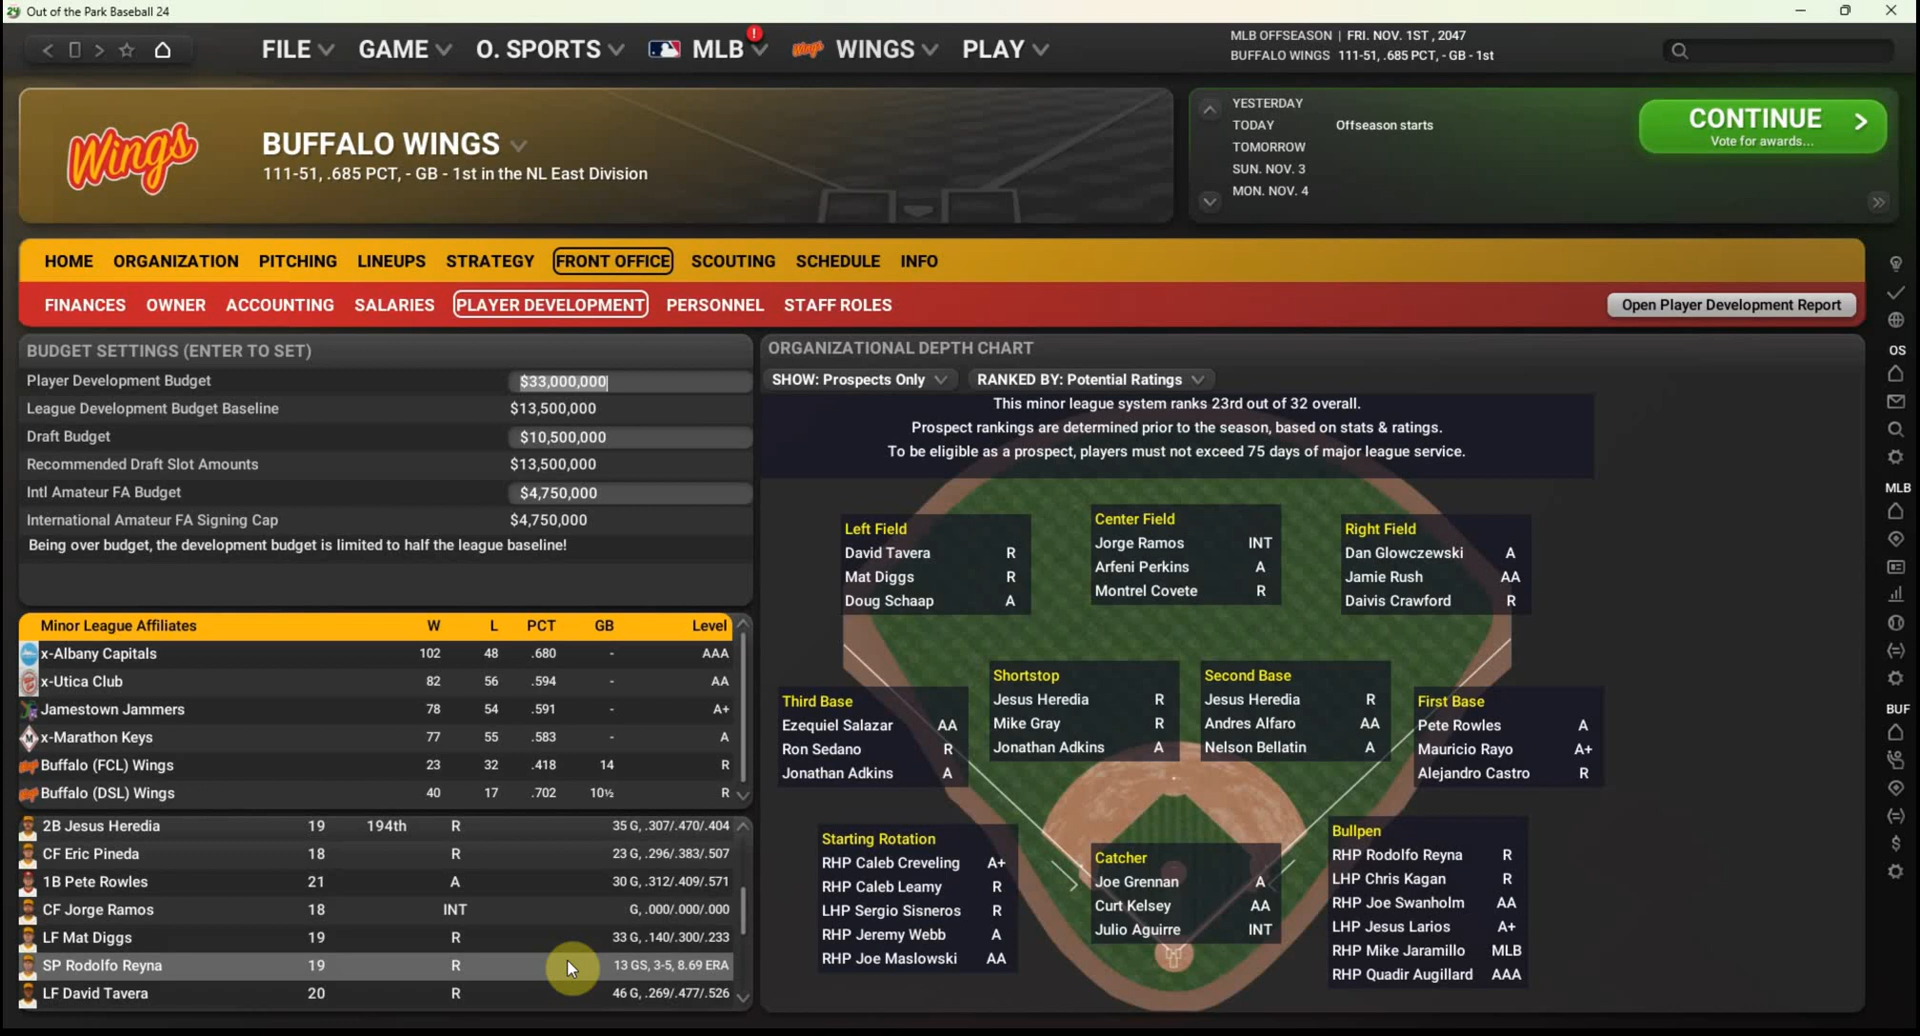 Out of the Park Baseball 24
FILE
GAME
O. SPORTS
MLB
!
Wings
WINGS
PLAY
MLB OFFSEASON | FRI. NOV. 1ST , 2047
BUFFALO WINGS 111-51, .685 PCT, - GB - 1st
Wings
BUFFALO WINGS
111-51, .685 PCT, - GB - 1st in the NL East Division
YESTERDAY
TODAY Offseason starts
TOMORROW
SUN. NOV. 3
MON. NOV. 4
CONTINUE
Vote for awards...
HOME ORGANIZATION PITCHING LINEUPS STRATEGY FRONT OFFICE SCOUTING SCHEDULE INFO
FINANCES OWNER ACCOUNTING SALARIES PLAYER DEVELOPMENT PERSONNEL STAFF ROLES
Open Player Development Report
BUDGET SETTINGS (ENTER TO SET)
Player Development Budget $33,000,000
League Development Budget Baseline $13,500,000
Draft Budget $10,500,000
Recommended Draft Slot Amounts $13,500,000
Intl Amateur FA Budget $4,750,000
International Amateur FA Signing Cap $4,750,000
Being over budget, the development budget is limited to half the league baseline!
Minor League Affiliates W L PCT GB Level
x-Albany Capitals 102 48 .680 - AAA
x-Utica Club 82 56 .594 - AA
Jamestown Jammers 78 54 .591 - A+
x-Marathon Keys 77 55 .583 - A
Buffalo (FCL) Wings 23 32 .418 14 R
Buffalo (DSL) Wings 40 17 .702 10½ R
2B Jesus Heredia 19 194th R 35 G, .307/.470/.404
CF Eric Pineda 18 R 23 G, .296/.383/.507
1B Pete Rowles 21 A 30 G, .312/.409/.571
CF Jorge Ramos 18 INT G, .000/.000/.000
LF Mat Diggs 19 R 33 G, .140/.300/.233
SP Rodolfo Reyna 19 R 13 GS, 3-5, 8.69 ERA
LF David Tavera 20 R 46 G, .269/.477/.526
ORGANIZATIONAL DEPTH CHART
SHOW: Prospects Only
RANKED BY: Potential Ratings
This minor league system ranks 23rd out of 32 overall.
Prospect rankings are determined prior to the season, based on stats & ratings.
To be eligible as a prospect, players must not exceed 75 days of major league service.
Left Field
David Tavera R
Mat Diggs R
Doug Schaap A
Center Field
Jorge Ramos INT
Arfeni Perkins A
Montrel Covete R
Right Field
Dan Glowczewski A
Jamie Rush AA
Daivis Crawford R
Third Base
Ezequiel Salazar AA
Ron Sedano R
Jonathan Adkins A
Shortstop
Jesus Heredia R
Mike Gray R
Jonathan Adkins A
Second Base
Jesus Heredia R
Andres Alfaro AA
Nelson Bellatin A
First Base
Pete Rowles A
Mauricio Rayo A+
Alejandro Castro R
Starting Rotation
RHP Caleb Creveling A+
RHP Caleb Leamy R
LHP Sergio Sisneros R
RHP Jeremy Webb A
RHP Joe Maslowski AA
Catcher
Joe Grennan A
Curt Kelsey AA
Julio Aguirre INT
Bullpen
RHP Rodolfo Reyna R
LHP Chris Kagan R
RHP Joe Swanholm AA
LHP Jesus Larios A+
RHP Mike Jaramillo MLB
RHP Quadir Augillard AAA
OS
MLB
BUF